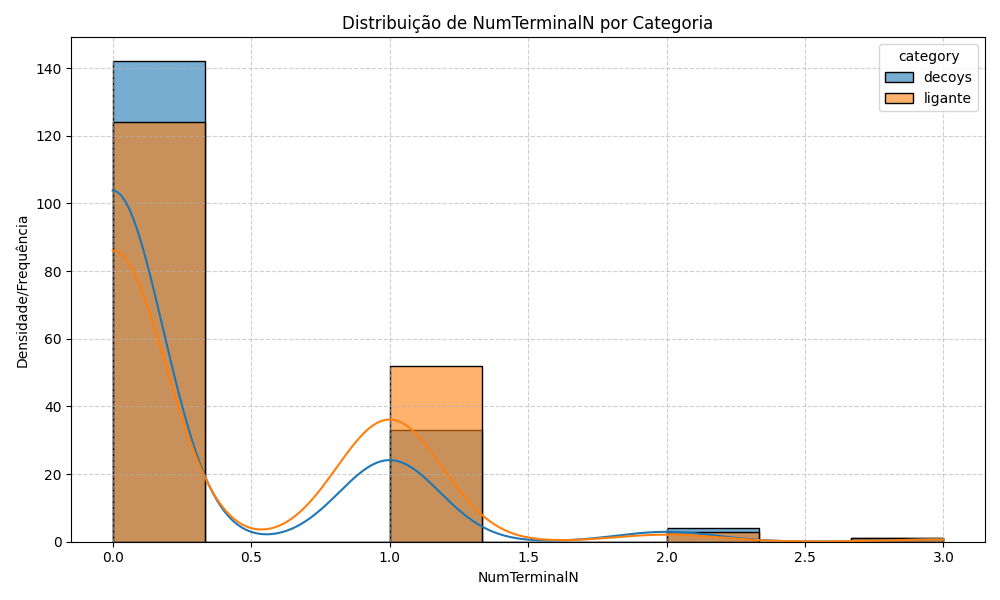 Distribuição de NumTerminalN por Categoria
category
decoys
ligante
Densidade/Frequência
140
120
100
80
60
40
20
0
0.0 0.5 1.0 1.5 2.0 2.5 3.0
NumTerminalN